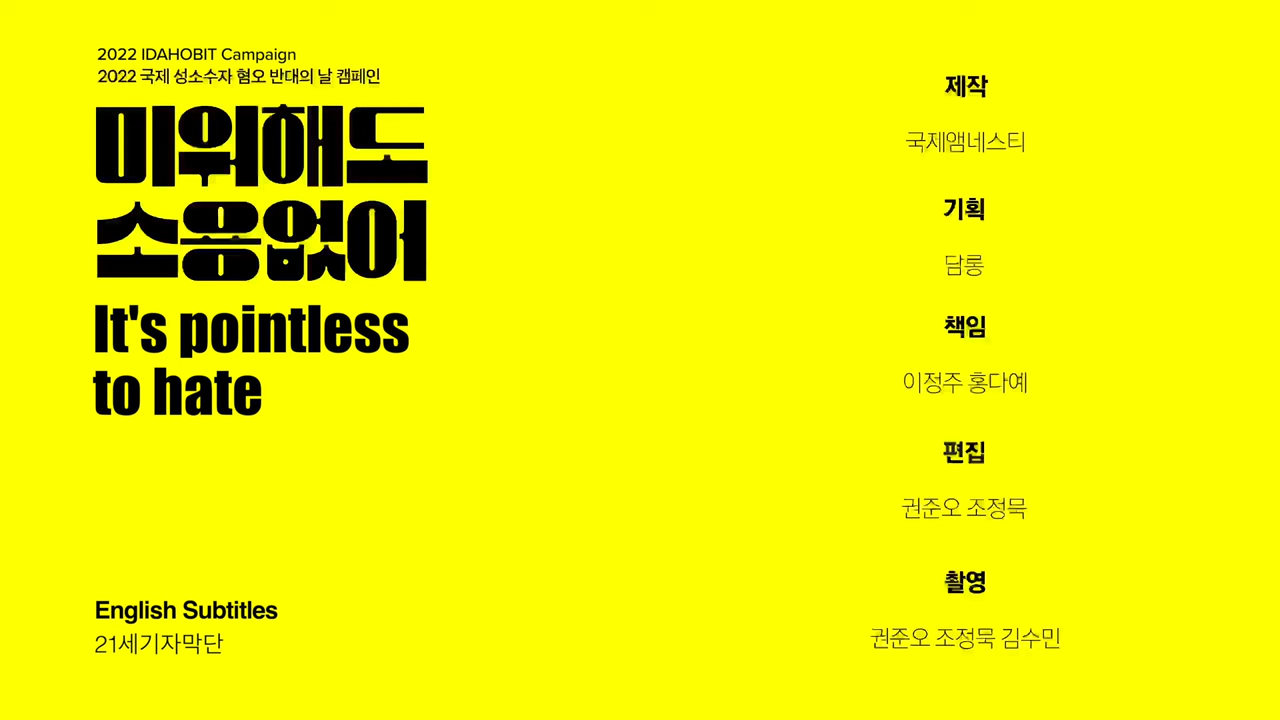 2022 IDAHOBIT Campaign
2022 국제 성소수자 혐오 반대의 날 캠페인
미워해도
소용없어
It's pointless
to hate
English Subtitles
21세기자막단
제작
국제앰네스티
기획
담롱
책임
이정주 홍다예
편집
권준오 조정묵
촬영
권준오 조정묵 김수민